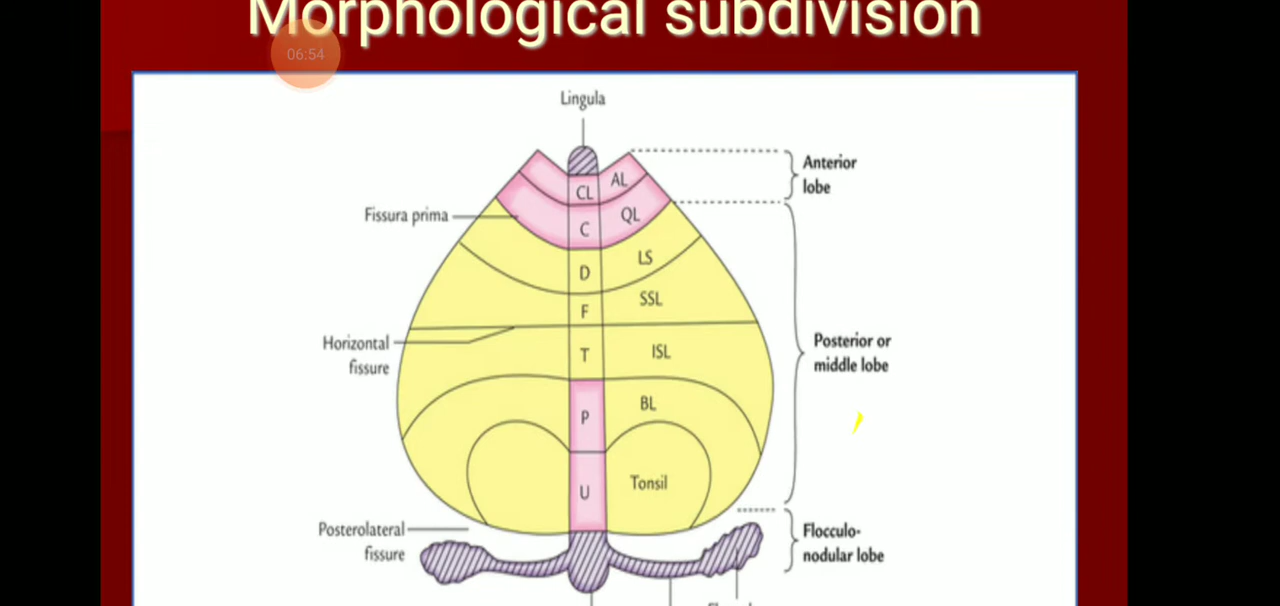 Morphological subdivision
06:54
Lingula
Anterior
lobe
AL
CL
Fissura prima
QL
C
LS
D
SSL
F
Horizontal
fissure
T
ISL
Posterior or
middle lobe
BL
P
Tonsil
U
Posterolateral
fissure
Flocculo-
nodular lobe